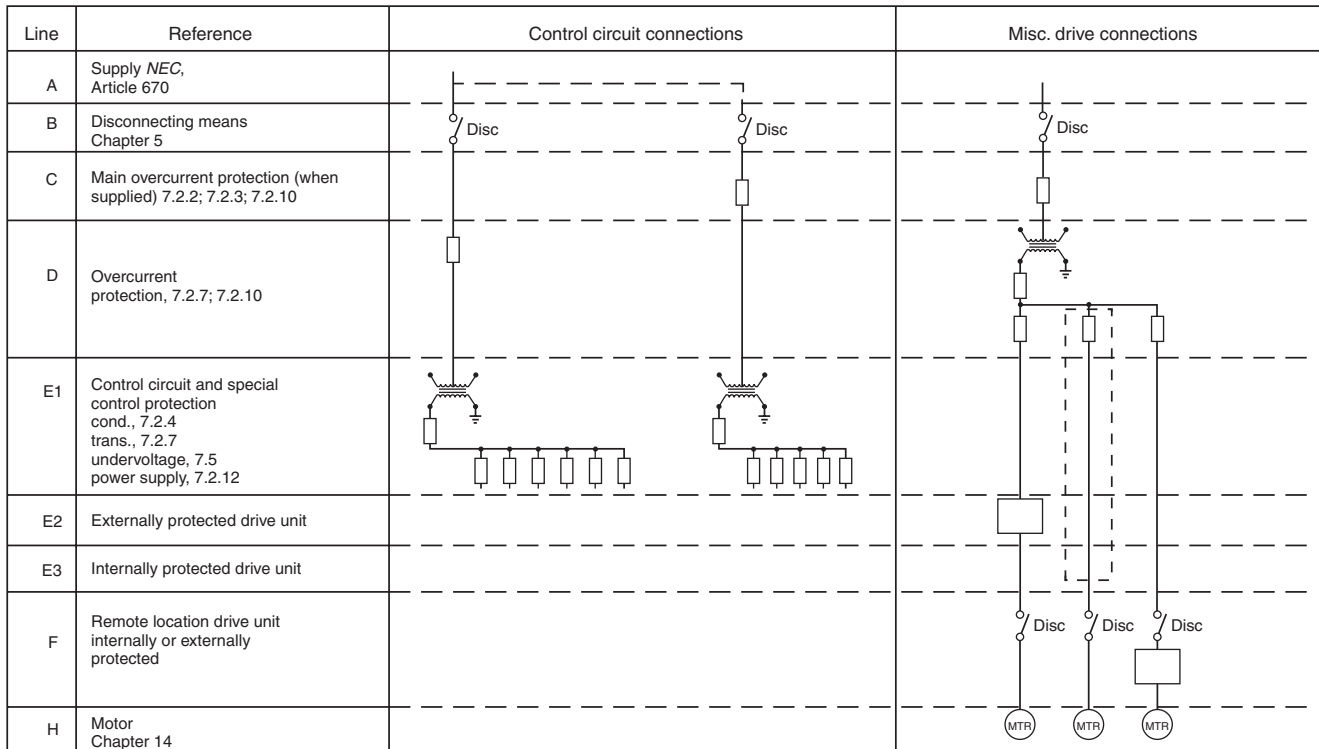 Line Reference Control circuit connections Misc. drive connections
A
Supply NEC,
Article 670
B
Disconnecting means
Chapter 5
Disc Disc Disc
C
Main overcurrent protection (when
supplied) 7.2.2; 7.2.3; 7.2.10
D
Overcurrent
protection, 7.2.7; 7.2.10
E1
Control circuit and special
control protection
cond., 7.2.4
trans., 7.2.7
undervoltage, 7.5
power supply, 7.2.12
E2 Externally protected drive unit
E3 Internally protected drive unit
F
Remote location drive unit
internally or externally
protected
Disc Disc Disc
H
Motor
Chapter 14
MTR MTR MTR